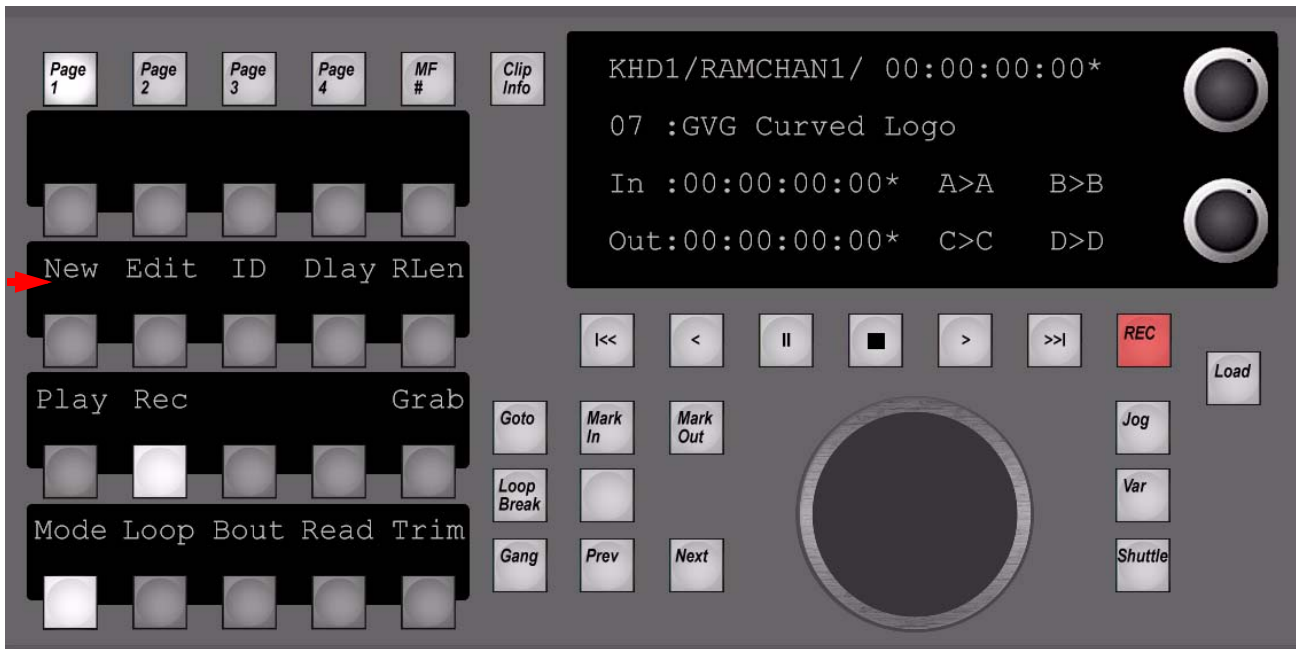 Page 1
Page 2
Page 3
Page 4
MF #
Clip Info
KHD1/RAMCHAN1/ 00:00:00:00*
07 :GVG Curved Logo
In :00:00:00:00* A>A B>B
Out:00:00:00:00* C>C D>D
New Edit ID Dlay RLen
I<< < II > >>I REC
Load
Play Rec Grab
Goto
Mark In
Mark Out
Jog
Loop Break
Var
Mode Loop Bout Read Trim
Gang Prev Next Shuttle